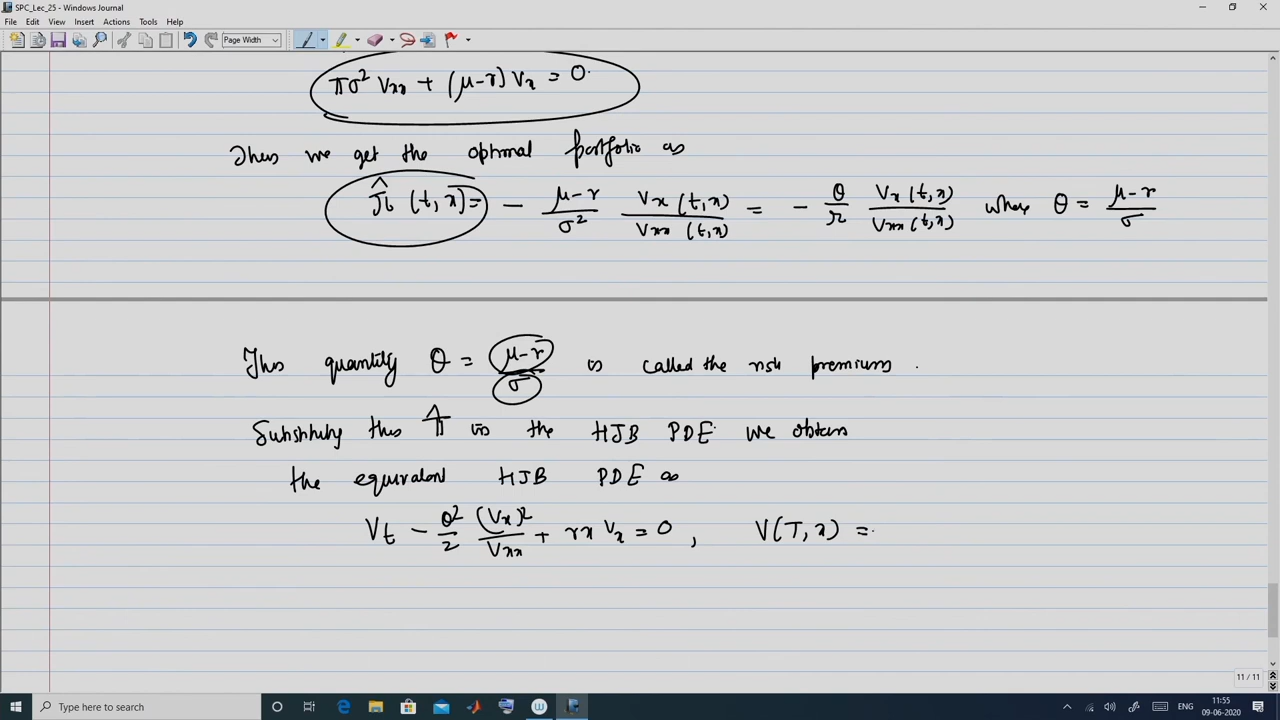 SPC_Lec_25 - Windows Journal
File Edit View Insert Actions Tools Help
Page Width
πσ² Vxx + (μ-r) Vx = 0.
Thus we get the optimal portfolio as
π̂ (t,x) = - (μ-r)/σ² Vx (t,x)/Vxx (t,x) = - θ/σ Vx (t,x)/Vxx (t,x) where θ = (μ-r)/σ
This quantity θ = (μ-r)/σ is called the risk premium.
Substituting this π̂ in the HJB PDE we obtain
the equivalent HJB PDE as
Vt - θ²/2 (Vx)²/Vxx + rx Vx = 0, V(T,x) =
11 / 11
Type here to search
ENG
11:55
09-06-2020